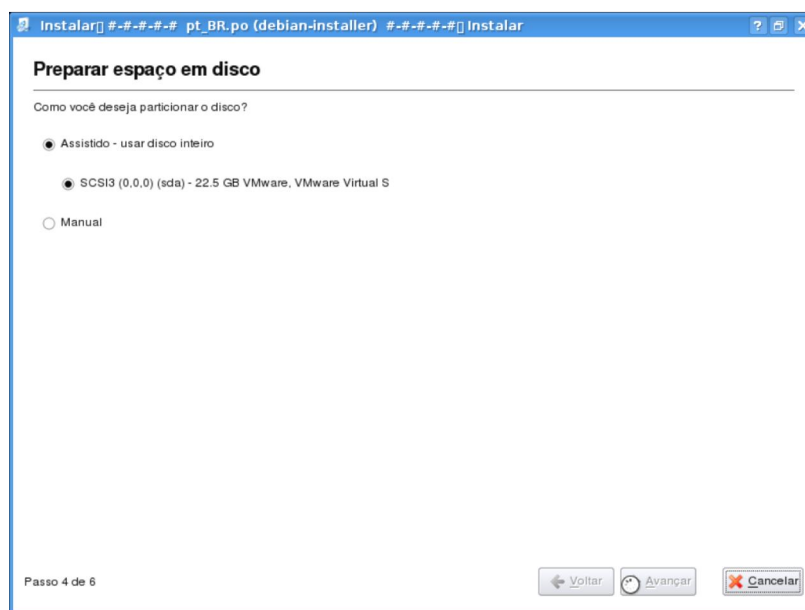 Instalar #-#-#-#-# pt_BR.po (debian-installer) #-#-#-#-# Instalar
Preparar espaço em disco
Como você deseja particionar o disco?
Assistido - usar disco inteiro
SCSI3 (0,0,0) (sda) - 22.5 GB VMware, VMware Virtual S
Manual
Passo 4 de 6
Voltar
Avançar
Cancelar